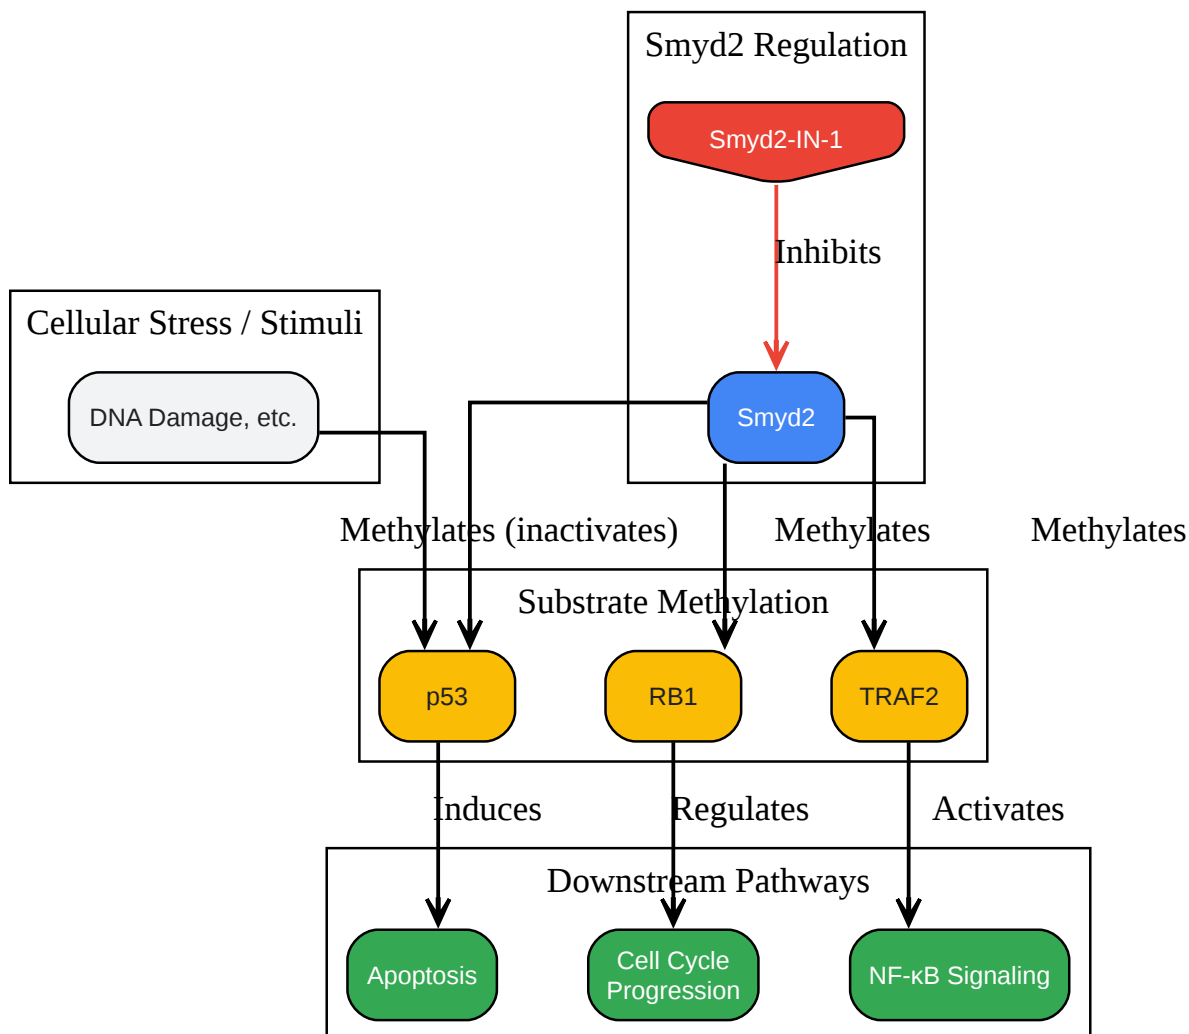 Smyd2 Regulation
Smyd2-IN-1
Inhibits
Cellular Stress / Stimuli
DNA Damage, etc.
Smyd2
Methylates (inactivates)
Methylates
Methylates
Substrate Methylation
p53
RB1
TRAF2
Induces
Regulates
Activates
Downstream Pathways
Apoptosis
Cell Cycle
Progression
NF-κB Signaling